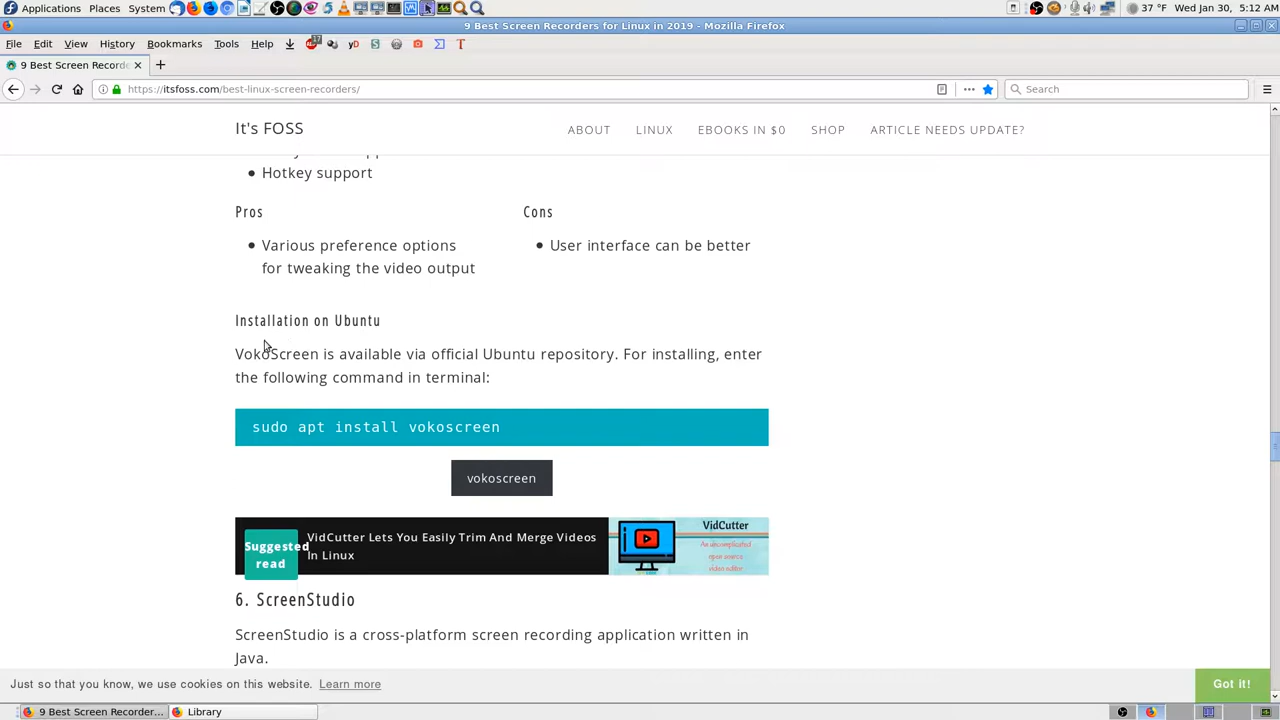 Applications Places System 37 °F Wed Jan 30, 5:12 AM
9 Best Screen Recorders for Linux in 2019 - Mozilla Firefox
File Edit View History Bookmarks Tools Help
9 Best Screen Recorde
https://itsfoss.com/best-linux-screen-recorders/ Search
It's FOSS ABOUT LINUX EBOOKS IN $0 SHOP ARTICLE NEEDS UPDATE?
Hotkey support
Pros Cons
Various preference options User interface can be better
for tweaking the video output
Installation on Ubuntu
VokoScreen is available via official Ubuntu repository. For installing, enter
the following command in terminal:
sudo apt install vokoscreen
vokoscreen
Suggested read
VidCutter Lets You Easily Trim And Merge Videos
In Linux
VidCutter
An uncomplicated
open source
video editor
6. ScreenStudio
ScreenStudio is a cross-platform screen recording application written in
Java.
Just so that you know, we use cookies on this website. Learn more Got it!
9 Best Screen Recorder... Library